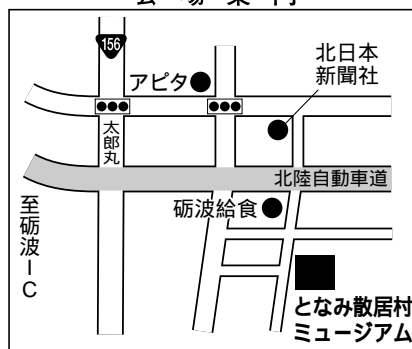 会場案内
156
アピタ
北日本
新聞社
太郎丸
北陸自動車道
砺波給食
至砺波IC
となみ散居村
ミュージアム